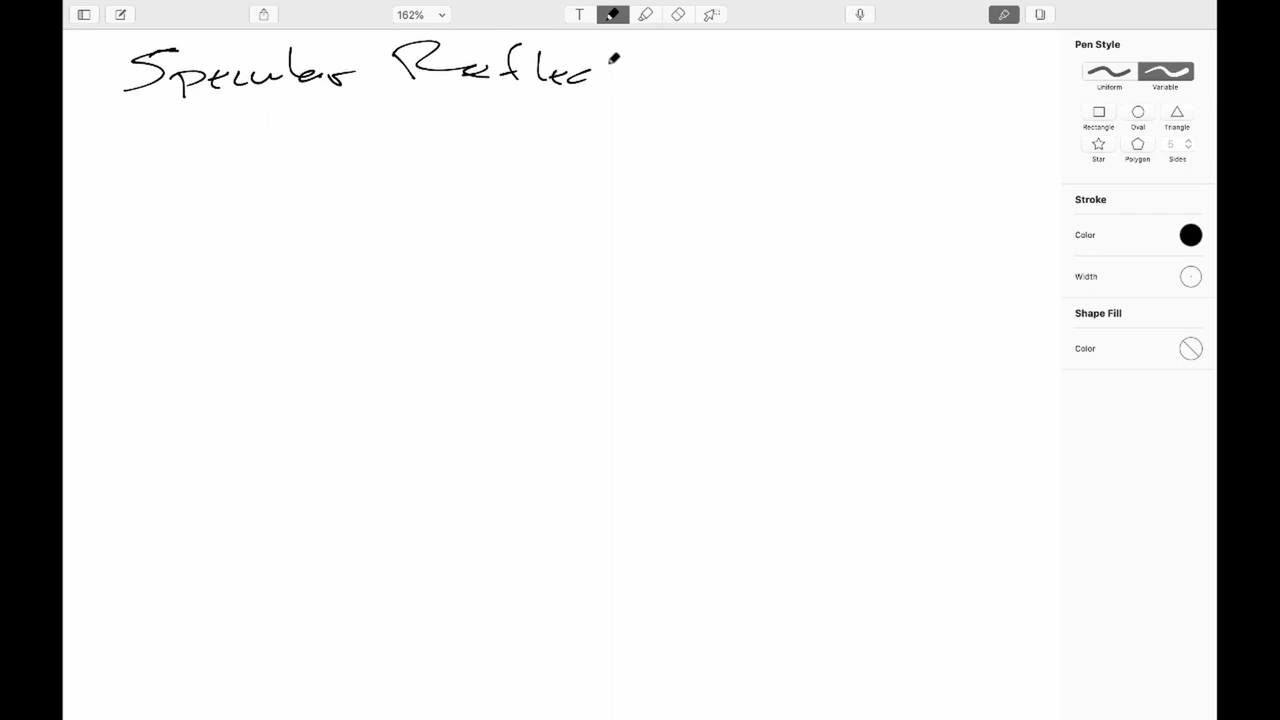 162%
T
Specular Reflec
Pen Style
Uniform Variable
Rectangle Oval Triangle
5
Star Polygon Sides
Stroke
Color
Width
Shape Fill
Color